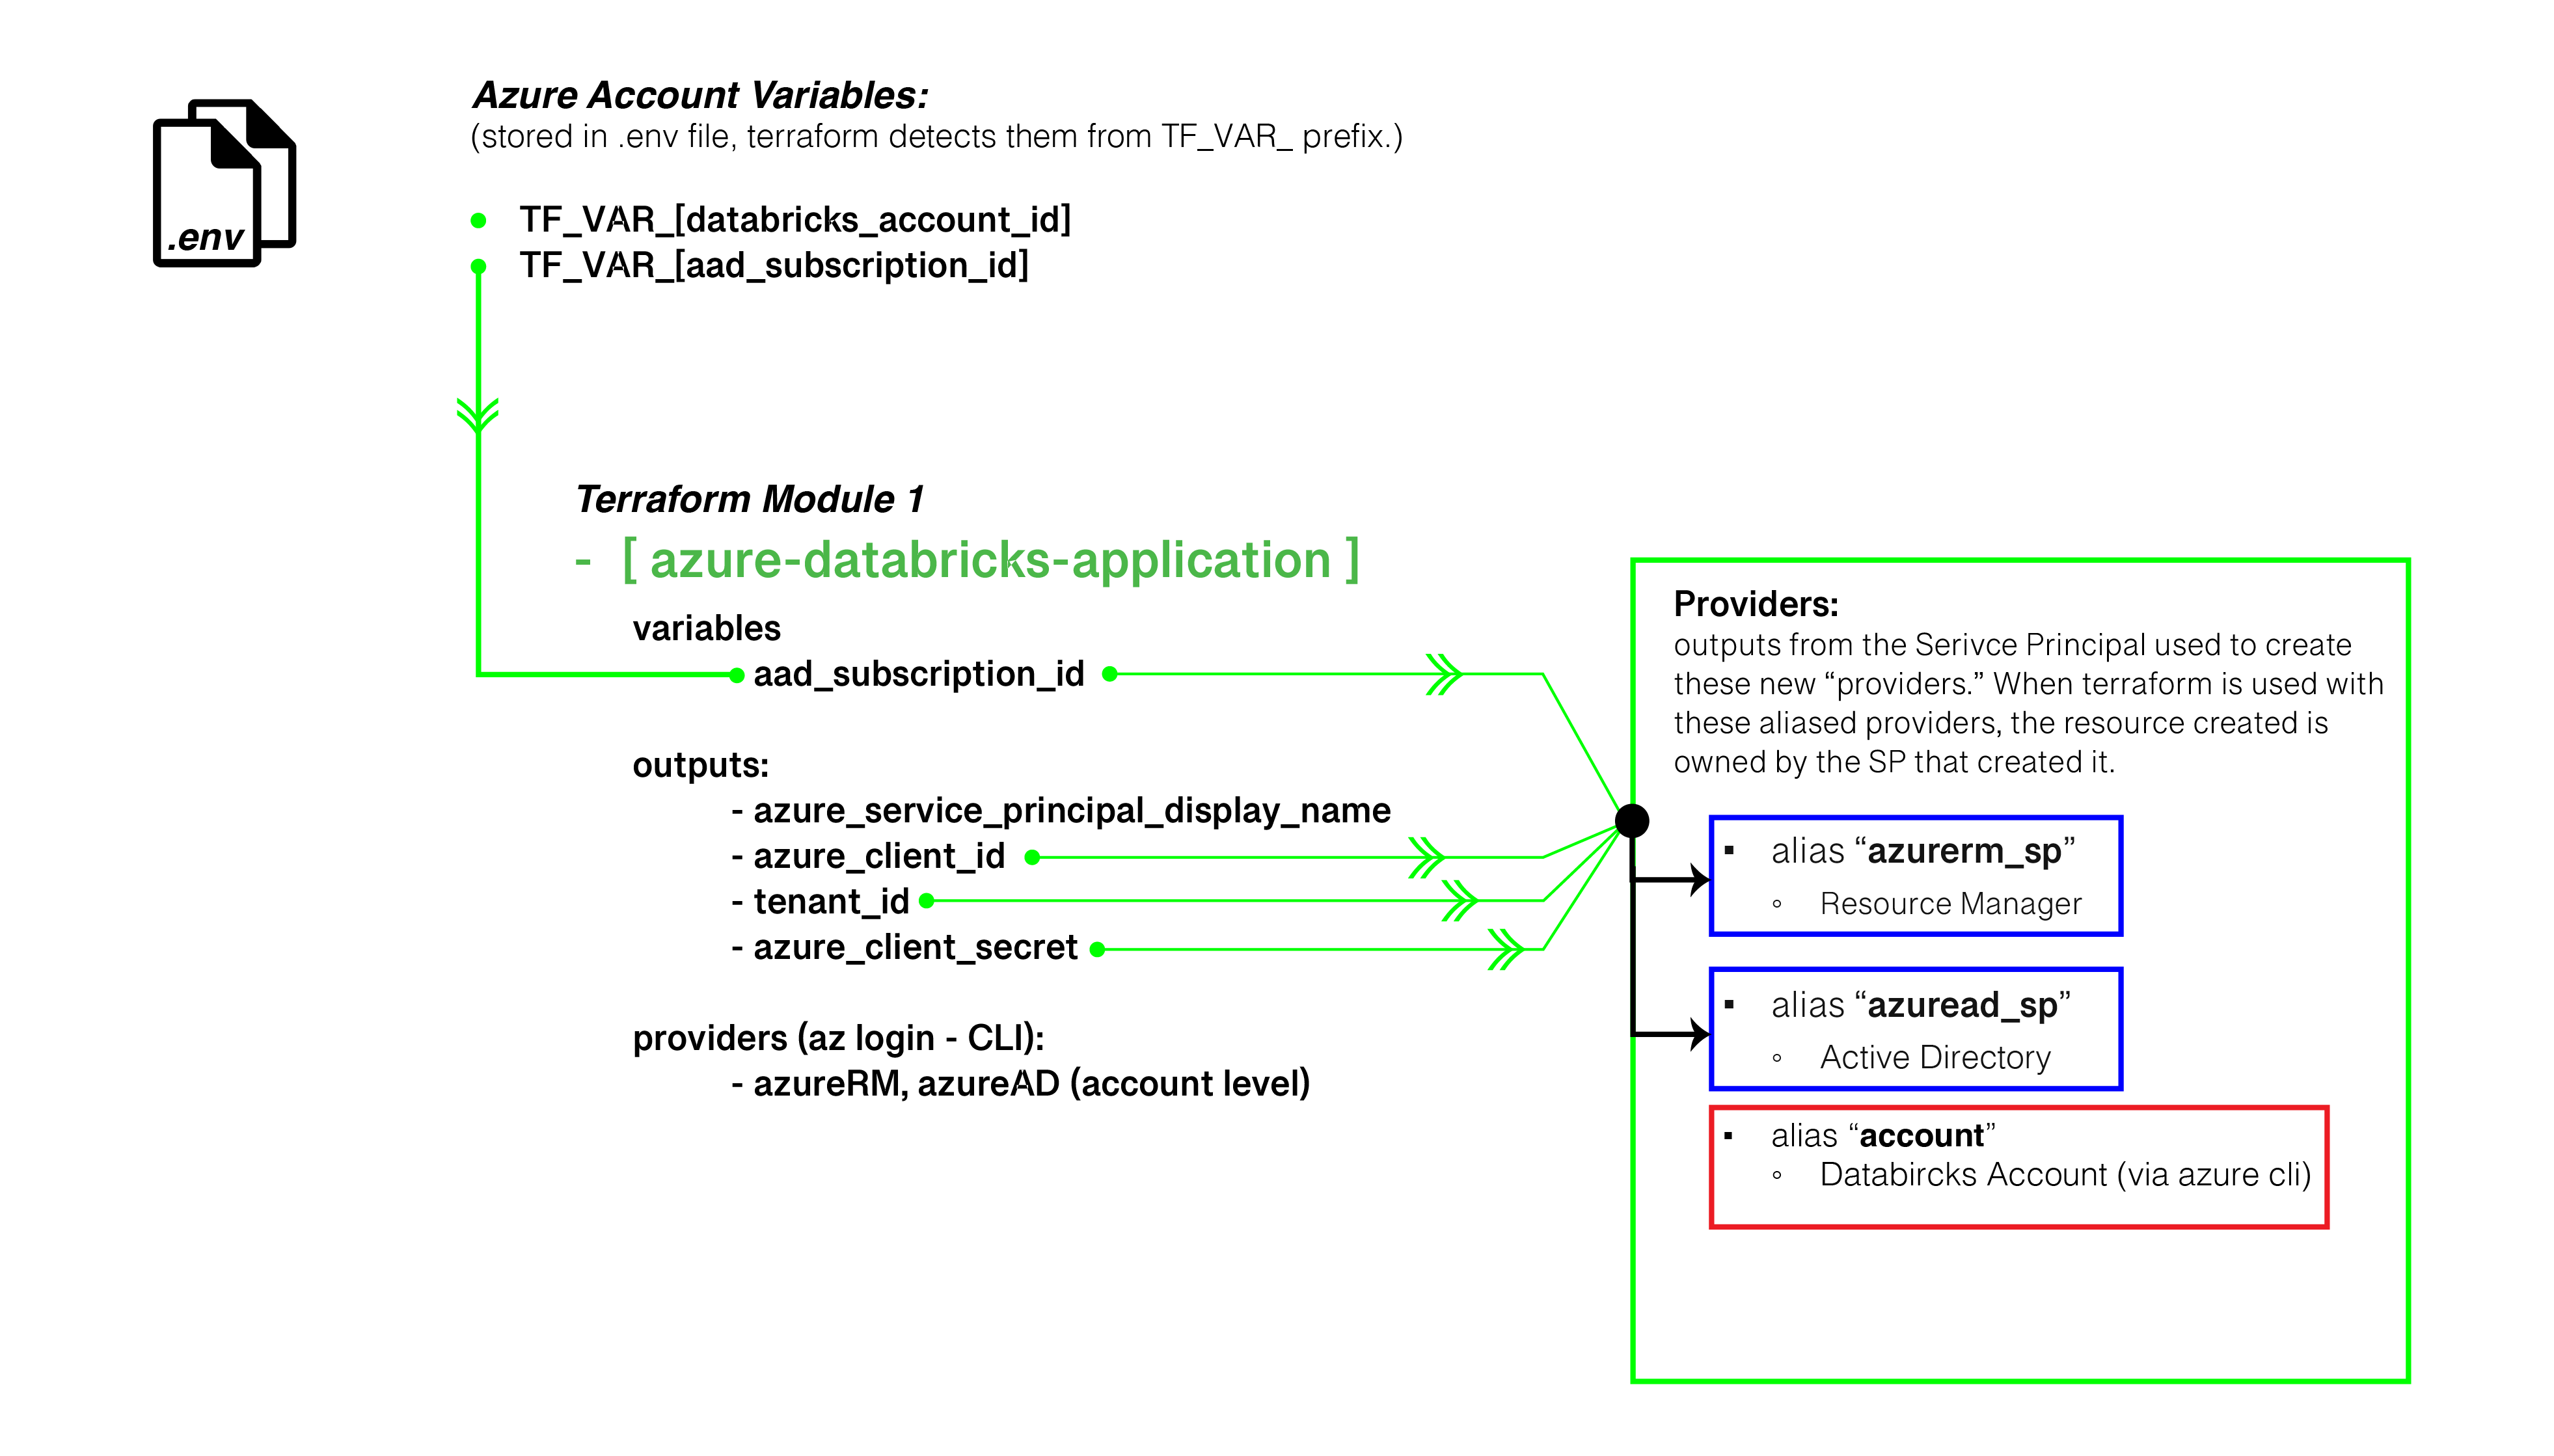 .env
Azure Account Variables:
(stored in .env file, terraform detects them from TF_VAR_ prefix.)
TF_VAR_[databricks_account_id]
TF_VAR_[aad_subscription_id]
Terraform Module 1
- [ azure-databricks-application ]
variables
aad_subscription_id
outputs:
- azure_service_principal_display_name
- azure_client_id
- tenant_id
- azure_client_secret
providers (az login - CLI):
- azureRM, azureAD (account level)
Providers:
outputs from the Serivce Principal used to create
these new “providers.” When terraform is used with
these aliased providers, the resource created is
owned by the SP that created it.
▪ alias “azurerm_sp”
◦ Resource Manager
▪ alias “azuread_sp”
◦ Active Directory
▪ alias “account”
◦ Databircks Account (via azure cli)